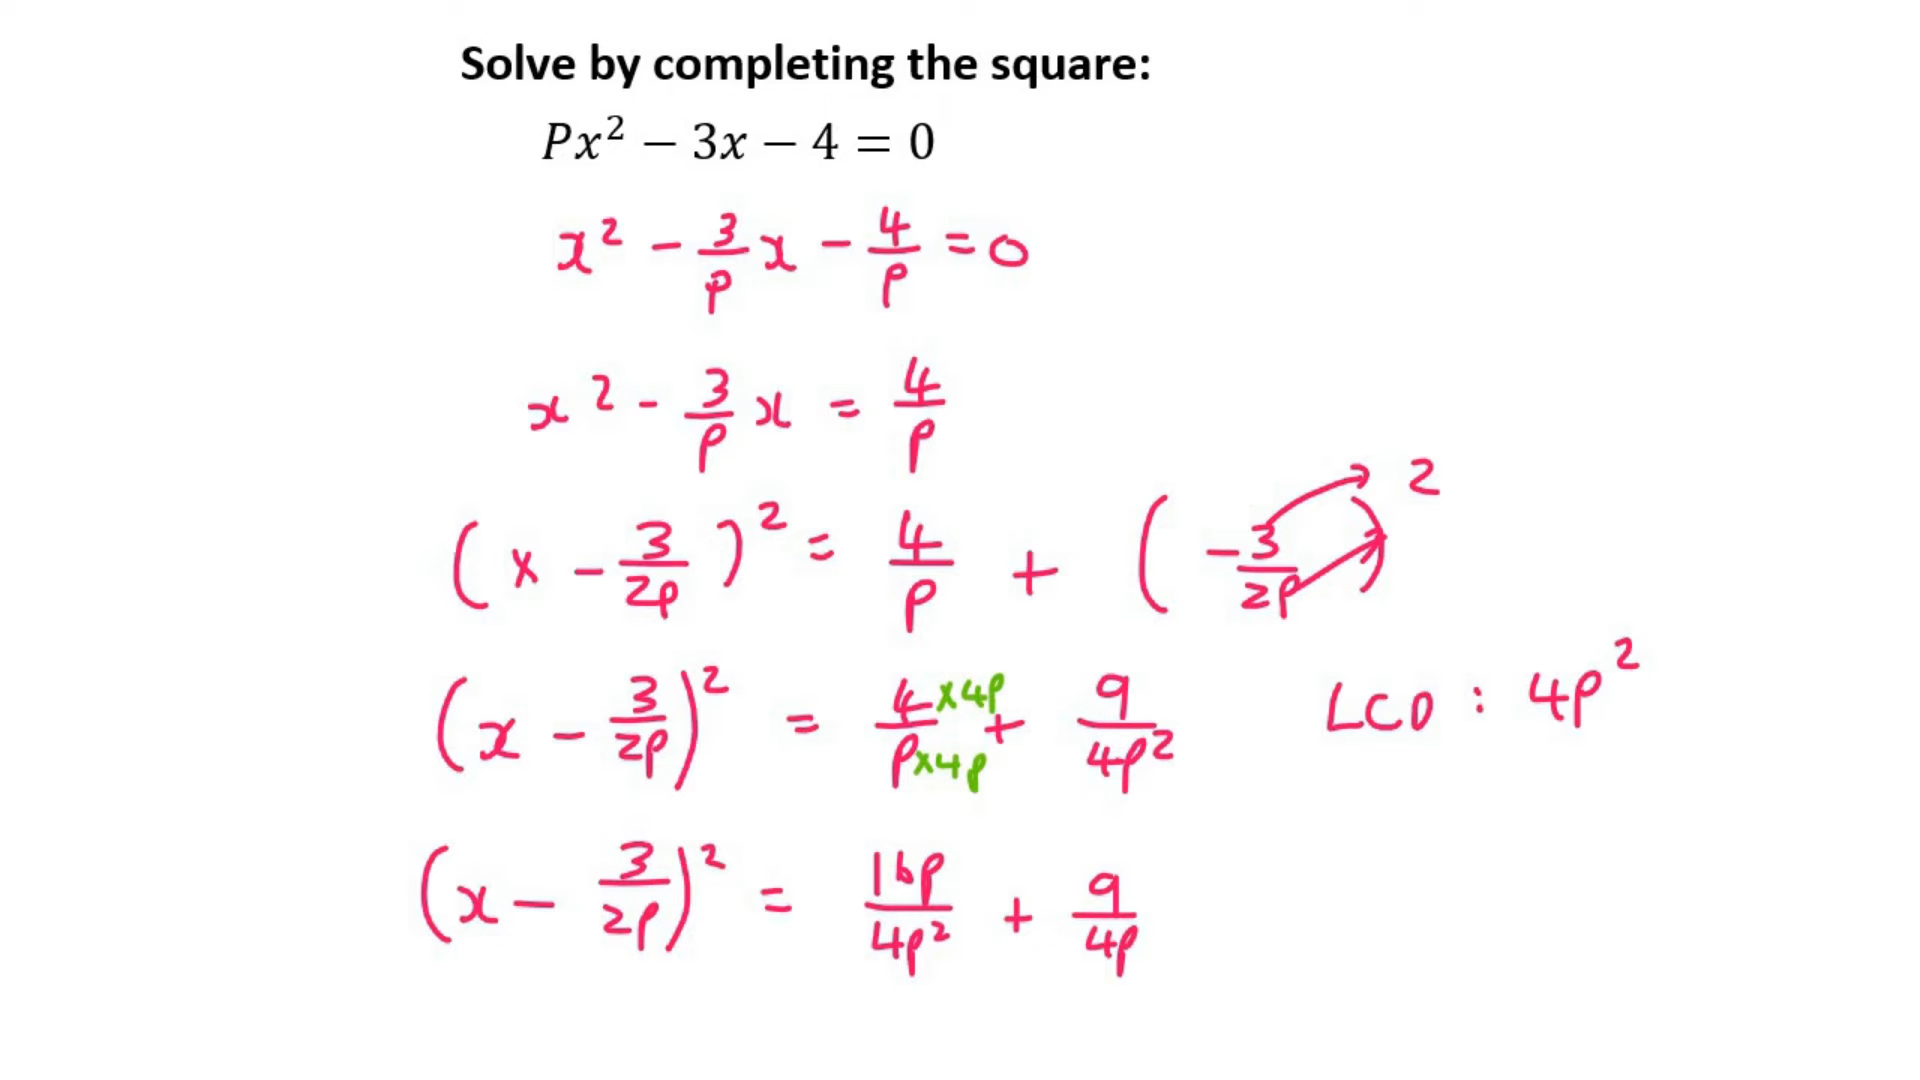 Solve by completing the square:
Px² − 3x − 4 = 0
x² − 3/p x − 4/p = 0
x² − 3/p x = 4/p
(x − 3/2p)² = 4/p + (−3/2p)²
(x − 3/2p)² = 4×4p/p×4p + 9/4p² LCD : 4p²
(x − 3/2p)² = 16p/4p² + 9/4p